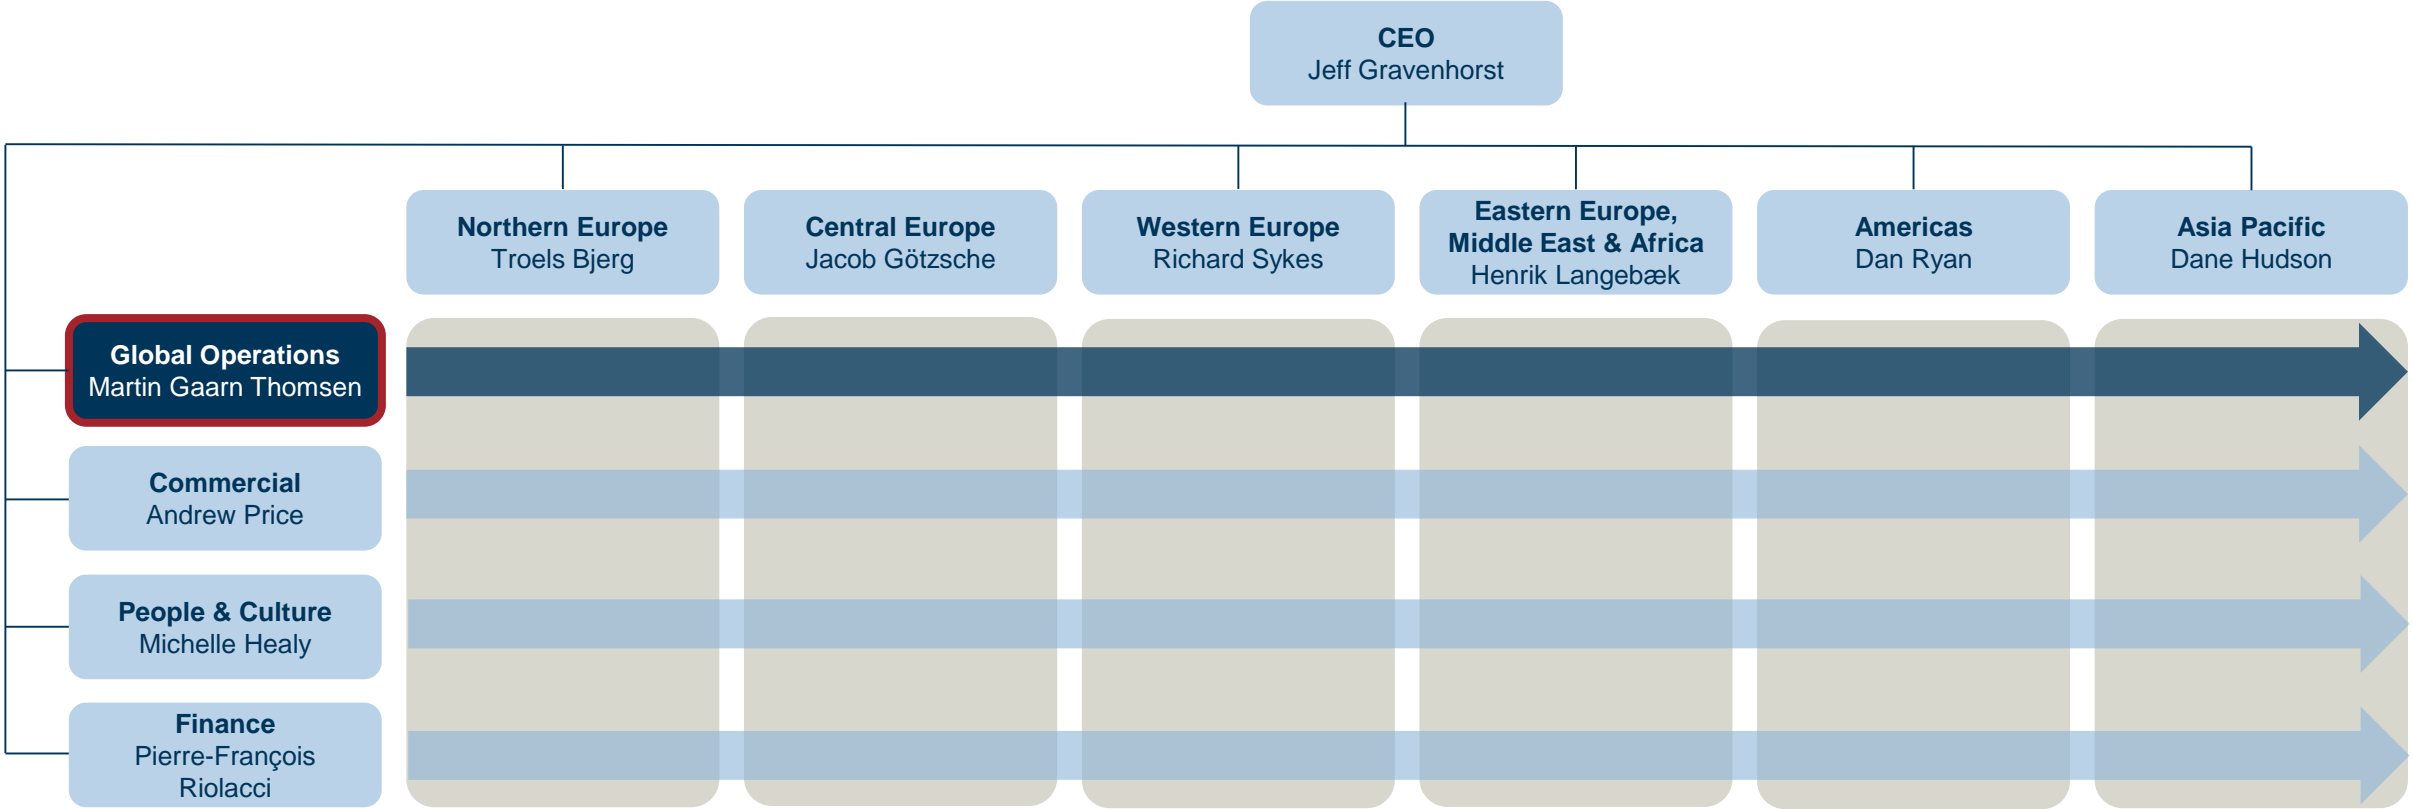 CEO
Jeff Gravenhorst
Northern Europe
Troels Bjerg
Central Europe
Jacob Götzsche
Western Europe
Richard Sykes
Eastern Europe,
Middle East & Africa
Henrik Langebæk
Americas
Dan Ryan
Asia Pacific
Dane Hudson
Global Operations
Martin Gaarn Thomsen
Commercial
Andrew Price
People & Culture
Michelle Healy
Finance
Pierre-François
Riolacci